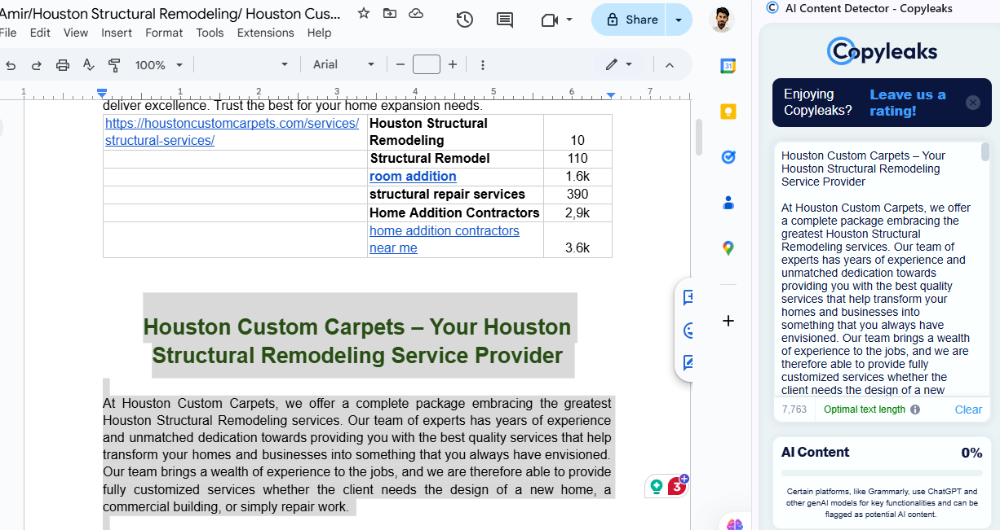 Amir/Houston Structural Remodeling/ Houston Cus...
Share
File Edit View Insert Format Tools Extensions Help
100%
Arial
1 1 2 3 4 5 6 7
deliver excellence. Trust the best for your home expansion needs.
https://houstoncustomcarpets.com/services/
structural-services/
Houston Structural
Remodeling 10
Structural Remodel 110
room addition 1.6k
structural repair services 390
Home Addition Contractors 2,9k
home addition contractors
near me 3.6k
Houston Custom Carpets – Your Houston
Structural Remodeling Service Provider
At Houston Custom Carpets, we offer a complete package embracing the greatest
Houston Structural Remodeling services. Our team of experts has years of experience
and unmatched dedication towards providing you with the best quality services that help
transform your homes and businesses into something that you always have envisioned.
Our team brings a wealth of experience to the jobs, and we are therefore able to provide
fully customized services whether the client needs the design of a new home, a
commercial building, or simply repair work.
3
31
AI Content Detector - Copyleaks
Copyleaks
Enjoying
Copyleaks?
Leave us a
rating!
Houston Custom Carpets – Your
Houston Structural Remodeling
Service Provider
At Houston Custom Carpets, we offer
a complete package embracing the
greatest Houston Structural
Remodeling services. Our team of
experts has years of experience and
unmatched dedication towards
providing you with the best quality
services that help transform your
homes and businesses into
something that you always have
envisioned. Our team brings a wealth
of experience to the jobs, and we are
therefore able to provide fully
customized services whether the
client needs the design of a new
7,763 Optimal text length Clear
AI Content 0%
Certain platforms, like Grammarly, use ChatGPT and
other genAI models for key functionalities and can be
flagged as potential AI content.